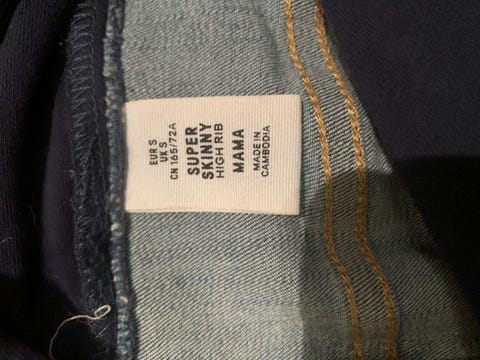 EUR S
UK S
CN 165/72A
SUPER
SKINNY
HIGH RIB
MAMA
MADE IN
CAMBODIA